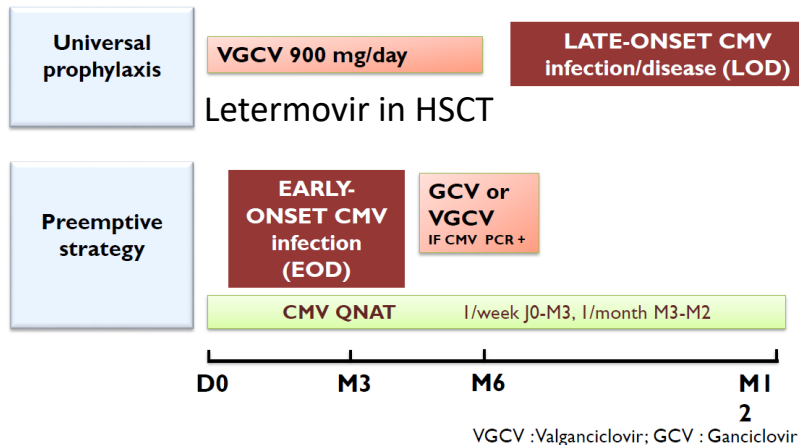 Universal
prophylaxis
VGCV 900 mg/day
LATE-ONSET CMV
infection/disease (LOD)
Letermovir in HSCT
Preemptive
strategy
EARLY-
ONSET CMV
infection
(EOD)
GCV or
VGCV
IF CMV PCR +
CMV QNAT 1/week J0-M3, 1/month M3-M2
D0 M3 M6 M1
2
VGCV : Valganciclovir; GCV : Ganciclovir